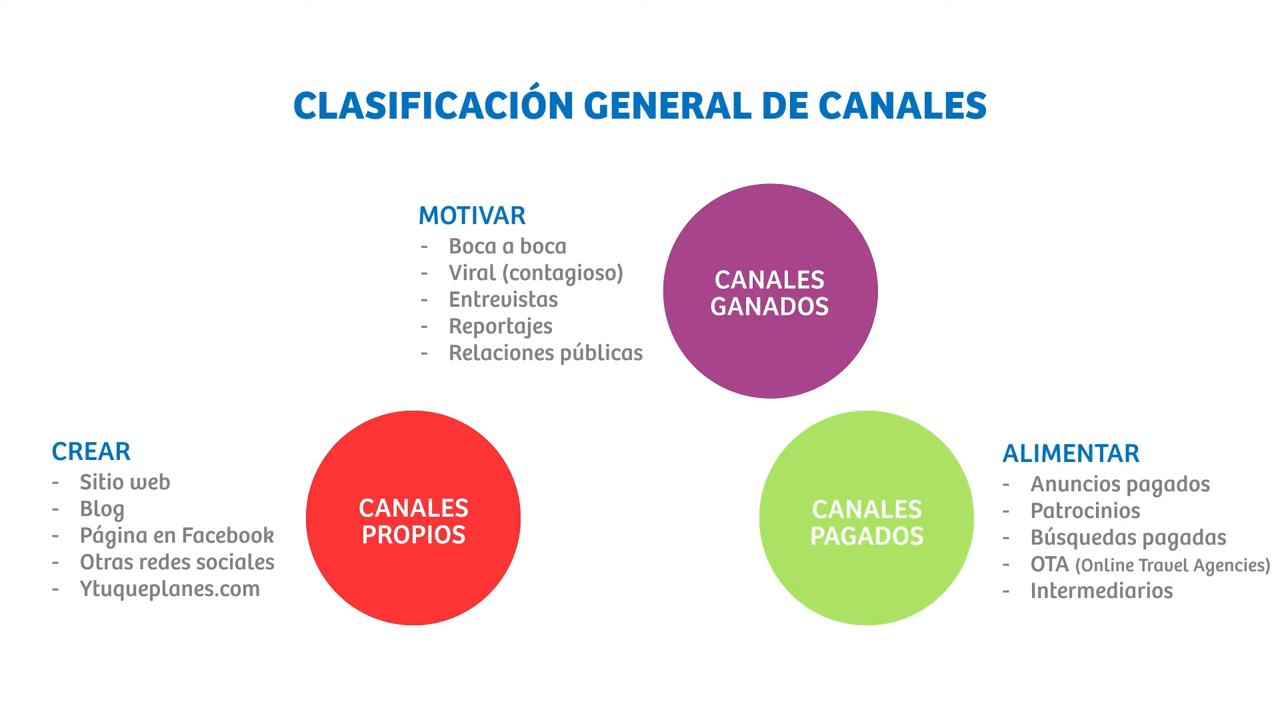 CLASIFICACIÓN GENERAL DE CANALES
MOTIVAR
- Boca a boca
- Viral (contagioso)
- Entrevistas
- Reportajes
- Relaciones públicas
CANALES
GANADOS
CREAR
- Sitio web
- Blog
- Página en Facebook
- Otras redes sociales
- Ytuqueplanes.com
CANALES
PROPIOS
CANALES
PAGADOS
ALIMENTAR
- Anuncios pagados
- Patrocinios
- Búsquedas pagadas
- OTA (Online Travel Agencies)
- Intermediarios